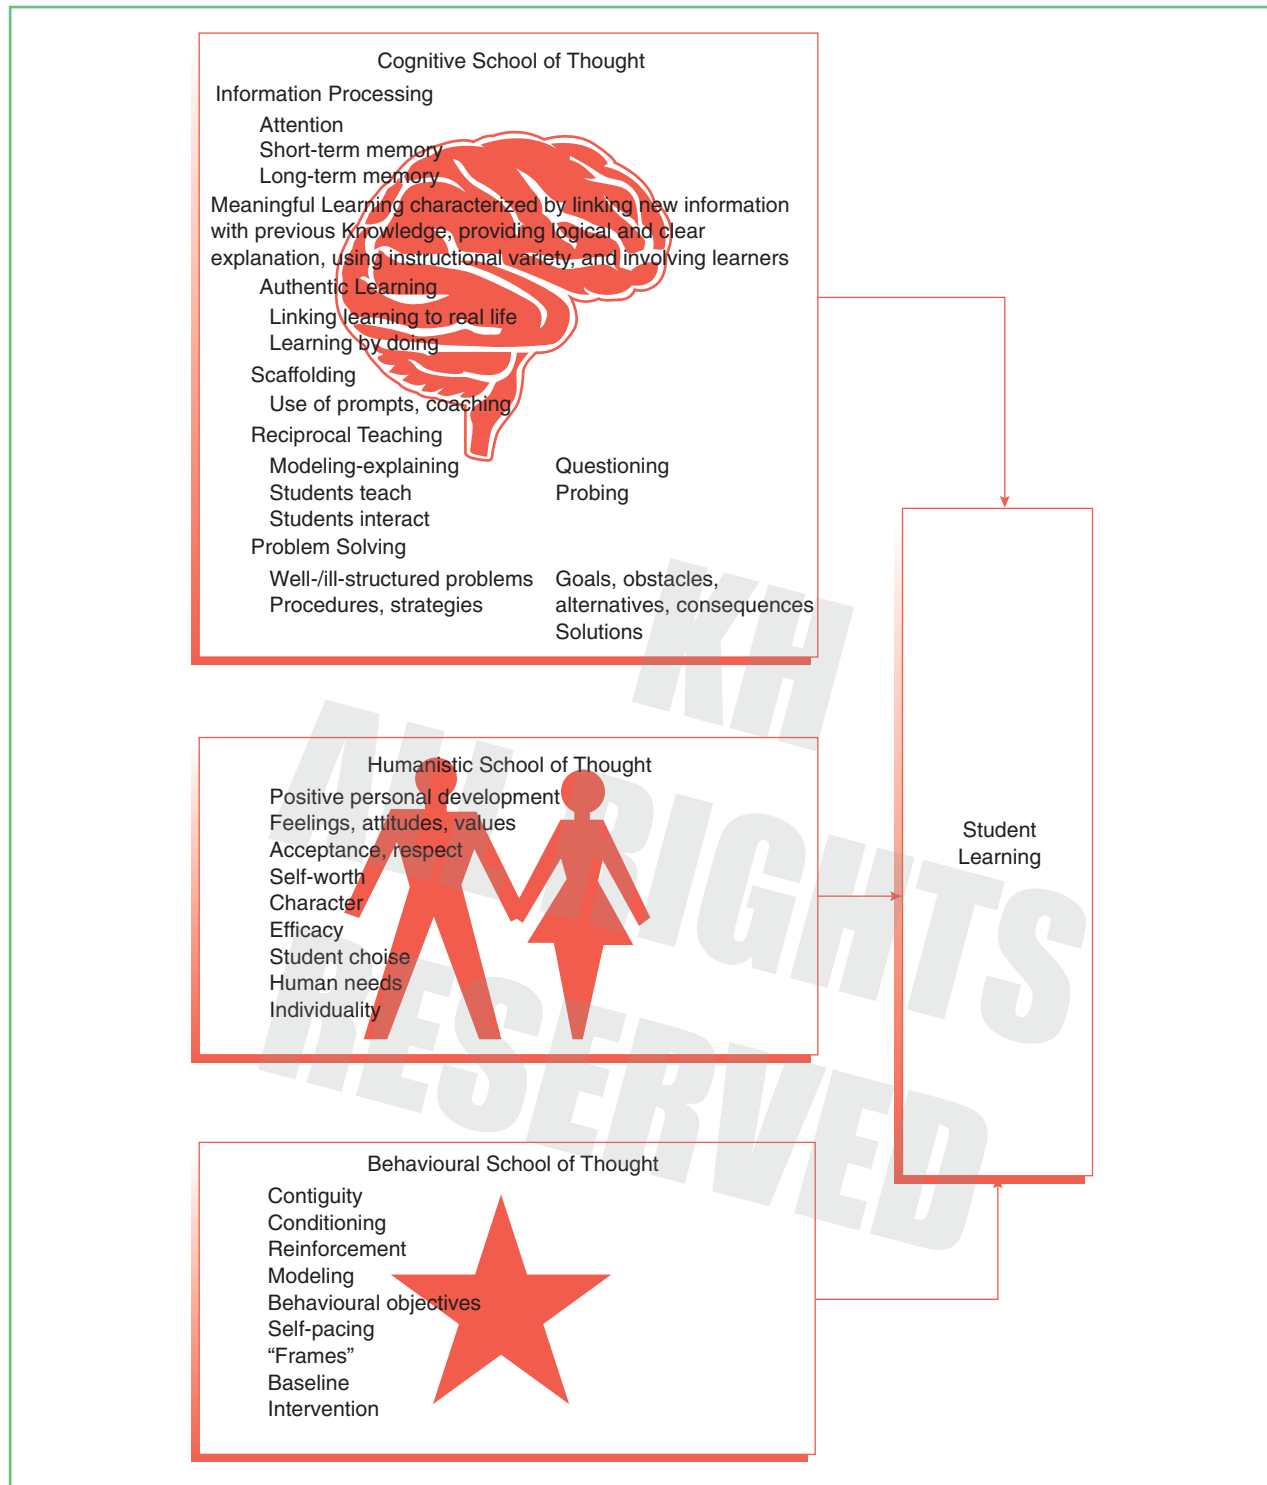 Cognitive School of Thought
Information Processing
Attention
Short-term memory
Long-term memory
Meaningful Learning characterized by linking new information
with previous Knowledge, providing logical and clear
explanation, using instructional variety, and involving learners
Authentic Learning
Linking learning to real life
Learning by doing
Scaffolding
Use of prompts, coaching
Reciprocal Teaching
Modeling-explaining
Students teach
Students interact
Questioning
Probing
Problem Solving
Well-/ill-structured problems
Procedures, strategies
Goals, obstacles,
alternatives, consequences
Solutions
Humanistic School of Thought
Positive personal development
Feelings, attitudes, values
Acceptance, respect
Self-worth
Character
Efficacy
Student choise
Human needs
Individuality
Behavioural School of Thought
Contiguity
Conditioning
Reinforcement
Modeling
Behavioural objectives
Self-pacing
“Frames”
Baseline
Intervention
Student
Learning
KH
ALL RIGHTS
RESERVED